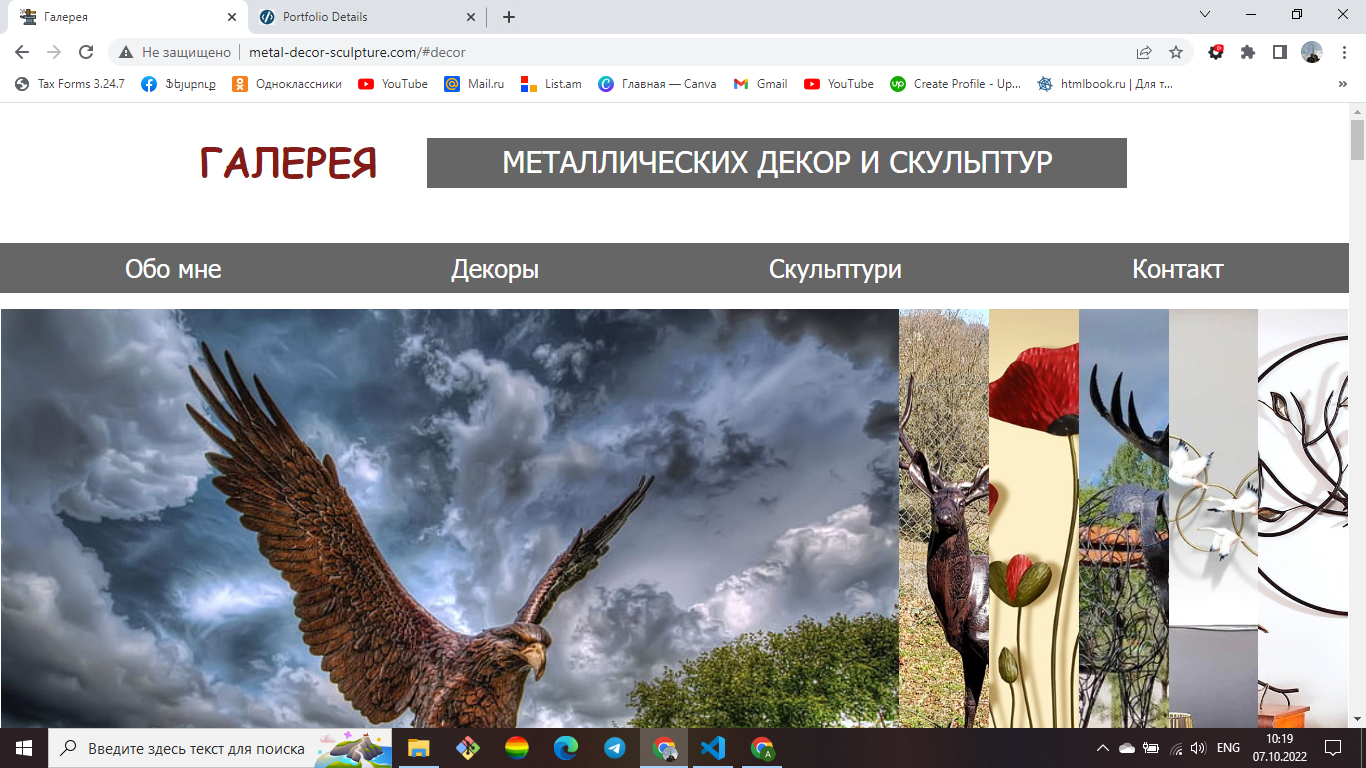 Галерея
Portfolio Details
Не защищено
metal-decor-sculpture.com/#decor
Tax Forms 3.24.7
Ֆեյսբուք
Одноклассники
YouTube
Mail.ru
List.am
Главная — Canva
Gmail
YouTube
up
Create Profile - Up...
htmlbook.ru | Для т...
ГАЛЕРЕЯ
МЕТАЛЛИЧЕСКИХ ДЕКОР И СКУЛЬПТУР
Обо мне
Декоры
Скульптури
Контакт
Введите здесь текст для поиска
A
ENG
10:19
07.10.2022